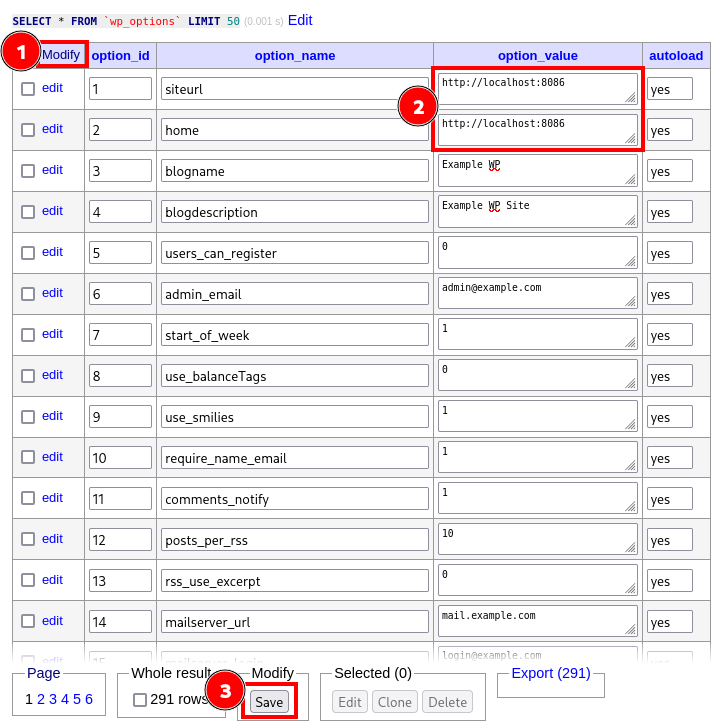 SELECT * FROM `wp_options` LIMIT 50 (0.001 s) Edit
1 Modify option_id option_name option_value autoload
edit 1 siteurl http://localhost:8086 yes
2
edit 2 home http://localhost:8086 yes
edit 3 blogname Example WP yes
edit 4 blogdescription Example WP Site yes
edit 5 users_can_register 0 yes
edit 6 admin_email admin@example.com yes
edit 7 start_of_week 1 yes
edit 8 use_balanceTags 0 yes
edit 9 use_smilies 1 yes
edit 10 require_name_email 1 yes
edit 11 comments_notify 1 yes
edit 12 posts_per_rss 10 yes
edit 13 rss_use_excerpt 0 yes
edit 14 mailserver_url mail.example.com yes
edit 15 mailserver_login login@example.com yes
Page Whole result Modify Selected (0) Export (291)
1 2 3 4 5 6 291 rows 3 Save Edit Clone Delete